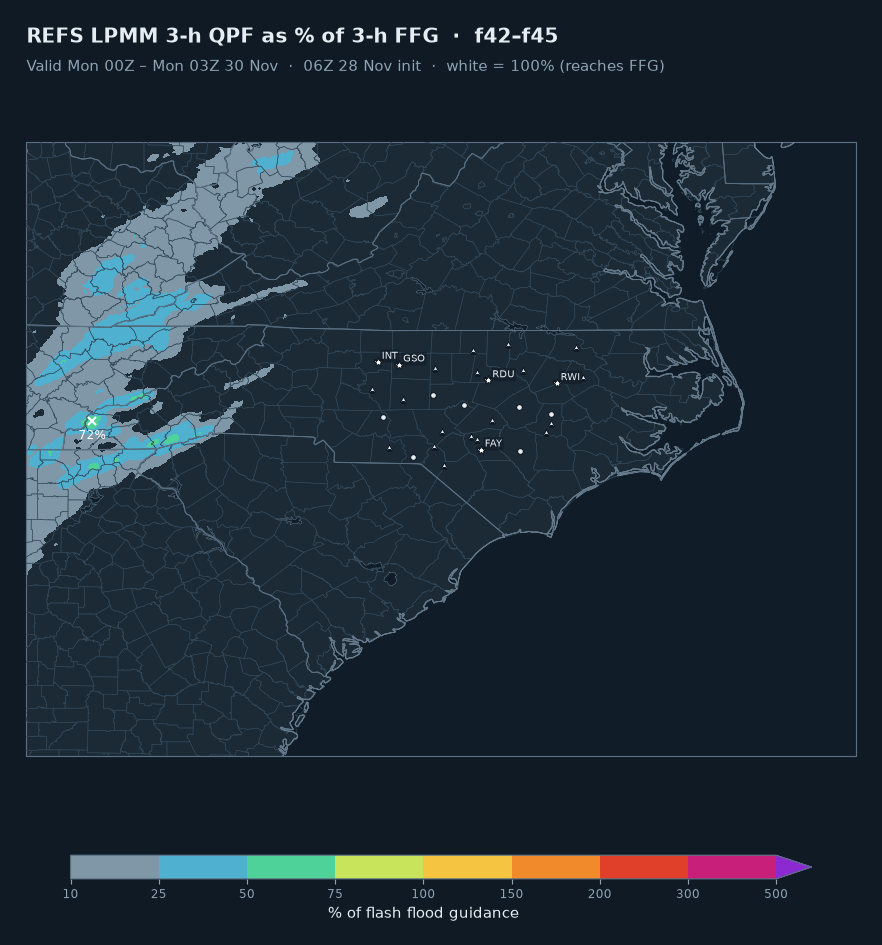 REFS LPMM 3-h QPF as % of 3-h FFG · f42–f45
Valid Mon 00Z – Mon 03Z 30 Nov · 06Z 28 Nov init · white = 100% (reaches FFG)
INT
GSO
RDU
RWI
72%
FAY
10 25 50 75 100 150 200 300 500
% of flash flood guidance